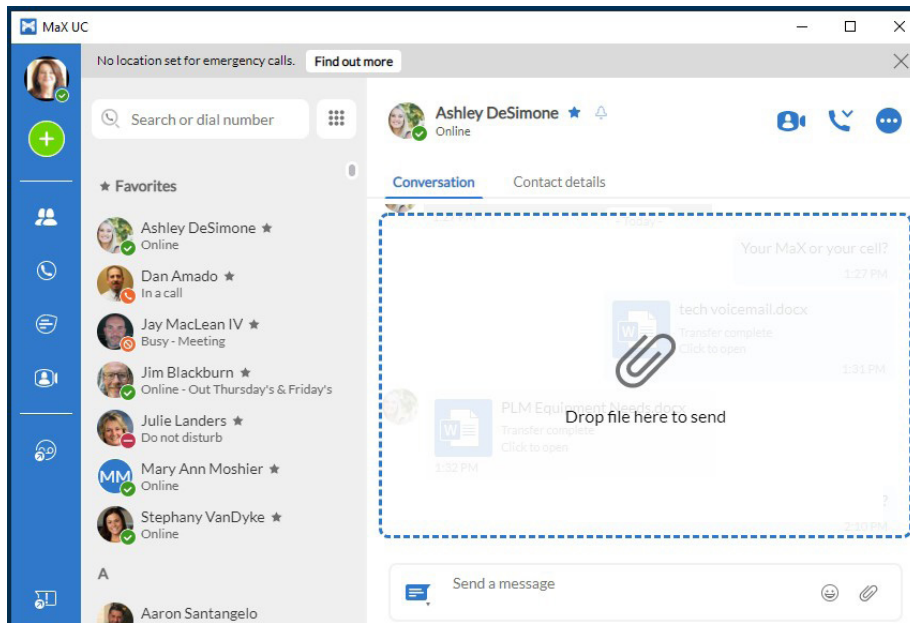 MaX UC
No location set for emergency calls. Find out more
Search or dial number
★ Favorites
Ashley DeSimone ★
Online
Dan Amado ★
In a call
Jay MacLean IV ★
Busy - Meeting
Jim Blackburn ★
Online - Out Thursday's & Friday's
Julie Landers ★
Do not disturb
MM
Mary Ann Moshier ★
Online
Stephany VanDyke ★
Online
A
Aaron Santangelo
Ashley DeSimone ★
Online
Conversation Contact details
Your MaX or your cell?
1:27 PM
tech voicemail.docx
Transfer complete
Click to open
1:31 PM
PLM Equipment Needs.docx
Transfer complete
Click to open
1:32 PM
Drop file here to send
?
2:10 PM
Send a message